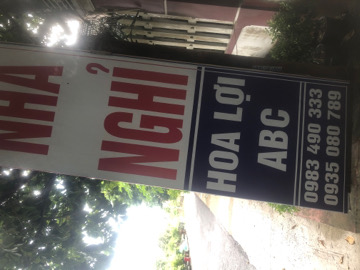 NHÀ
NGHỈ
HOA LỢI
ABC
0983 490 333
0935 080 789